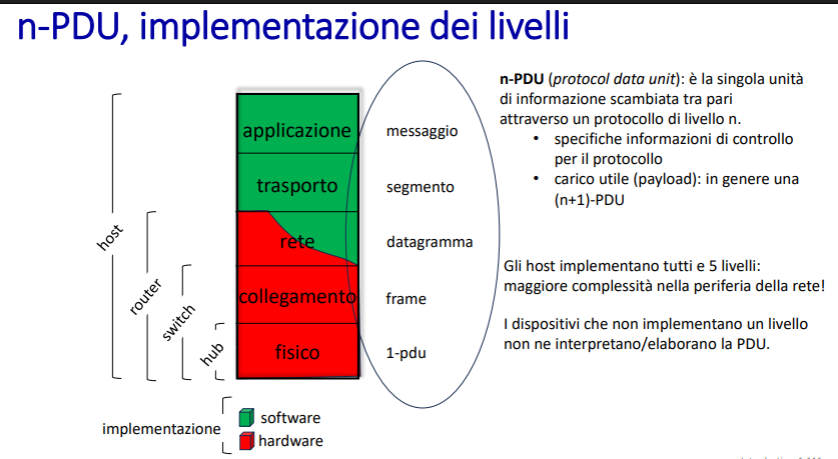 n-PDU, implementazione dei livelli
applicazione
trasporto
rete
collegamento
fisico
messaggio
segmento
datagramma
frame
1-pdu
host
router
switch
hub
implementazione
software
hardware
n-PDU (protocol data unit): è la singola unità
di informazione scambiata tra pari
attraverso un protocollo di livello n.
• specifiche informazioni di controllo
per il protocollo
• carico utile (payload): in genere una
(n+1)-PDU
Gli host implementano tutti e 5 livelli:
maggiore complessità nella periferia della rete!
I dispositivi che non implementano un livello
non ne interpretano/elaborano la PDU.